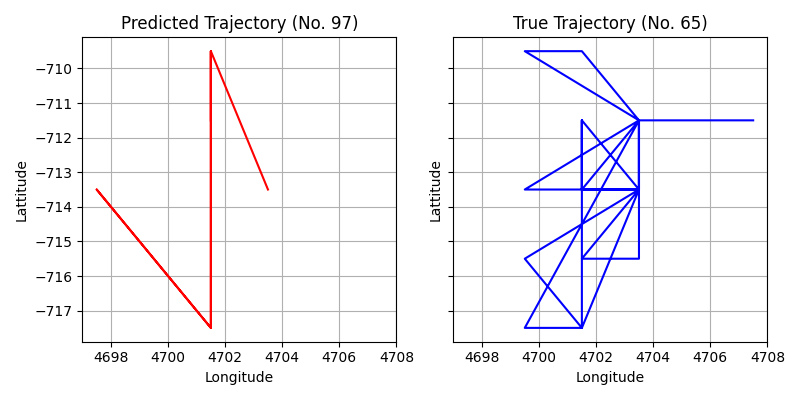 Predicted Trajectory (No. 97)
True Trajectory (No. 65)
−710
−711
−712
−713
−714
−715
−716
−717
Lattitude
Lattitude
4698 4700 4702 4704 4706 4708
4698 4700 4702 4704 4706 4708
Longitude
Longitude